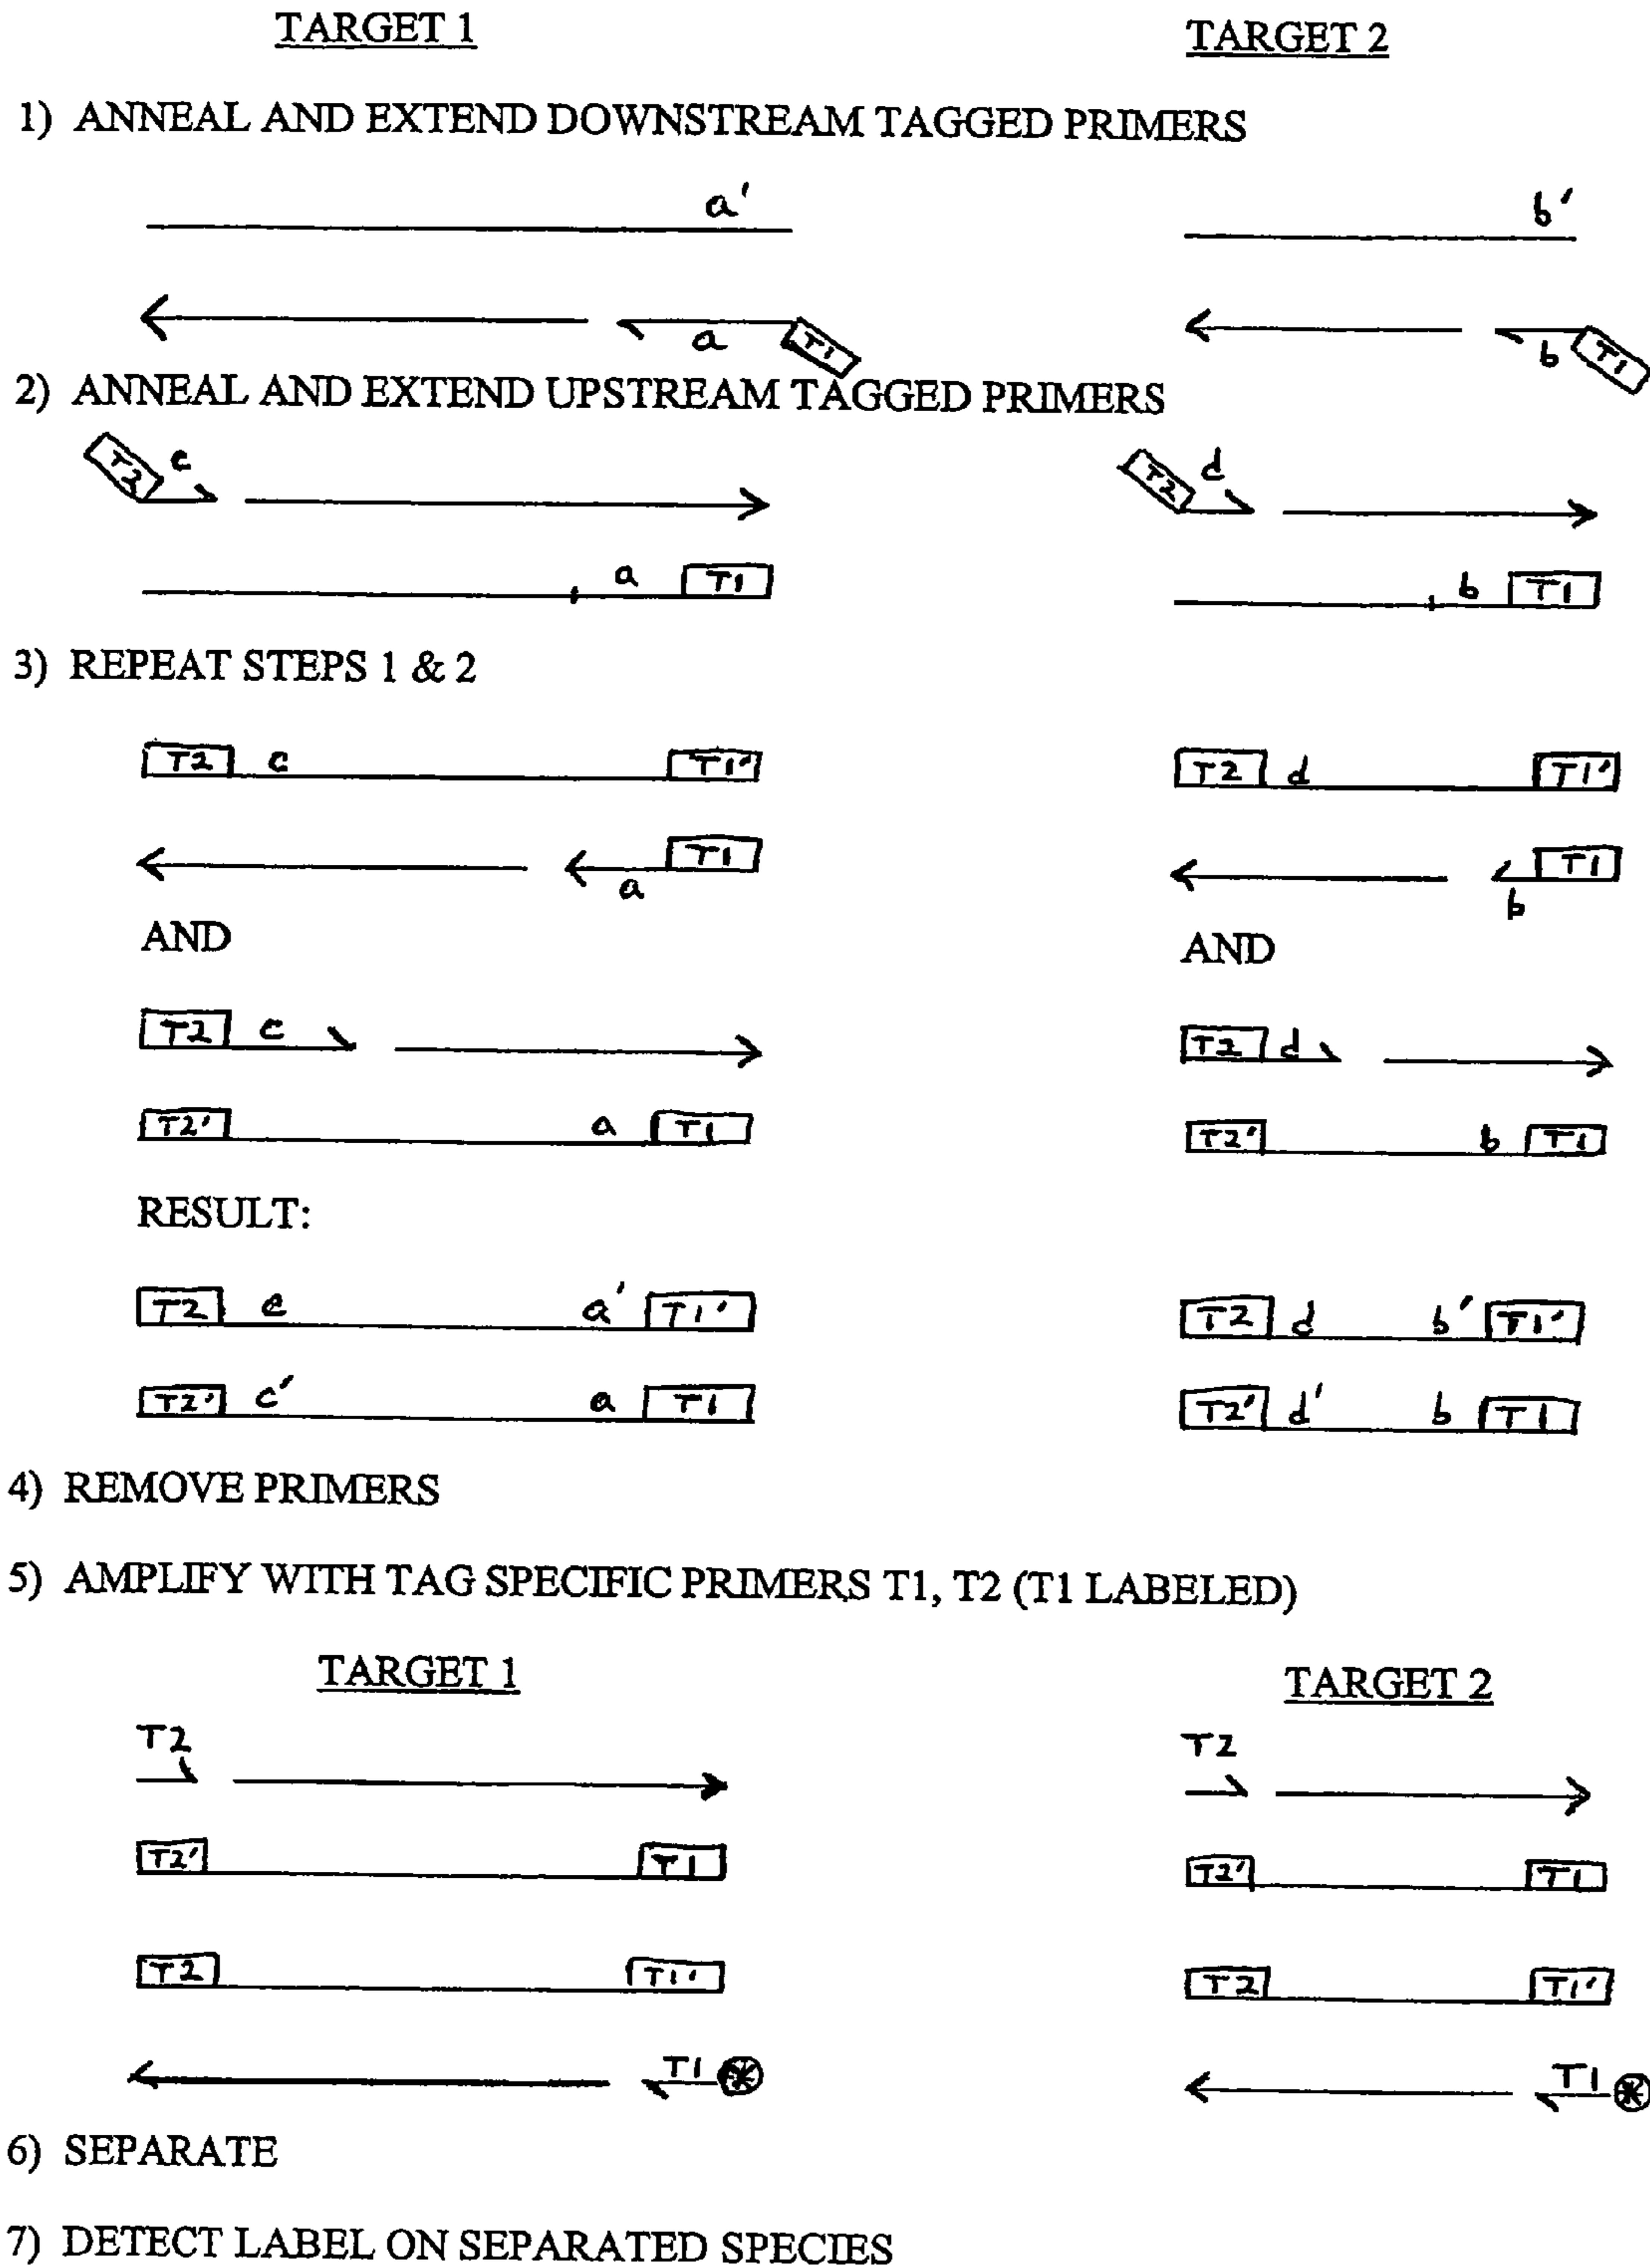 TARGET 1 TARGET 2
1) ANNEAL AND EXTEND DOWNSTREAM TAGGED PRIMERS
a' b'
a T1 b T1
2) ANNEAL AND EXTEND UPSTREAM TAGGED PRIMERS
T2 c T2 d
a T1 b T1
3) REPEAT STEPS 1 & 2
T2 c T1' T2 d T1'
T1 T1
a b
AND AND
T2 c T2 d
T2' a T1 T2' b T1
RESULT:
T2 c a' T1' T2 d b' T1'
T2' c' a T1 T2' d' b T1
4) REMOVE PRIMERS
5) AMPLIFY WITH TAG SPECIFIC PRIMERS T1, T2 (T1 LABELED)
TARGET 1 TARGET 2
T2 T2
T2' T1 T2' T1
T2 T1' T2 T1'
T1 T1
6) SEPARATE
7) DETECT LABEL ON SEPARATED SPECIES